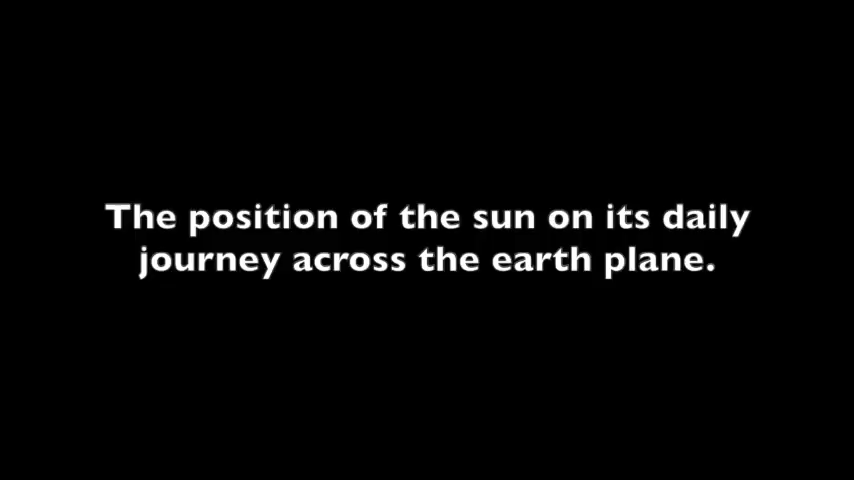 The position of the sun on its daily
journey across the earth plane.